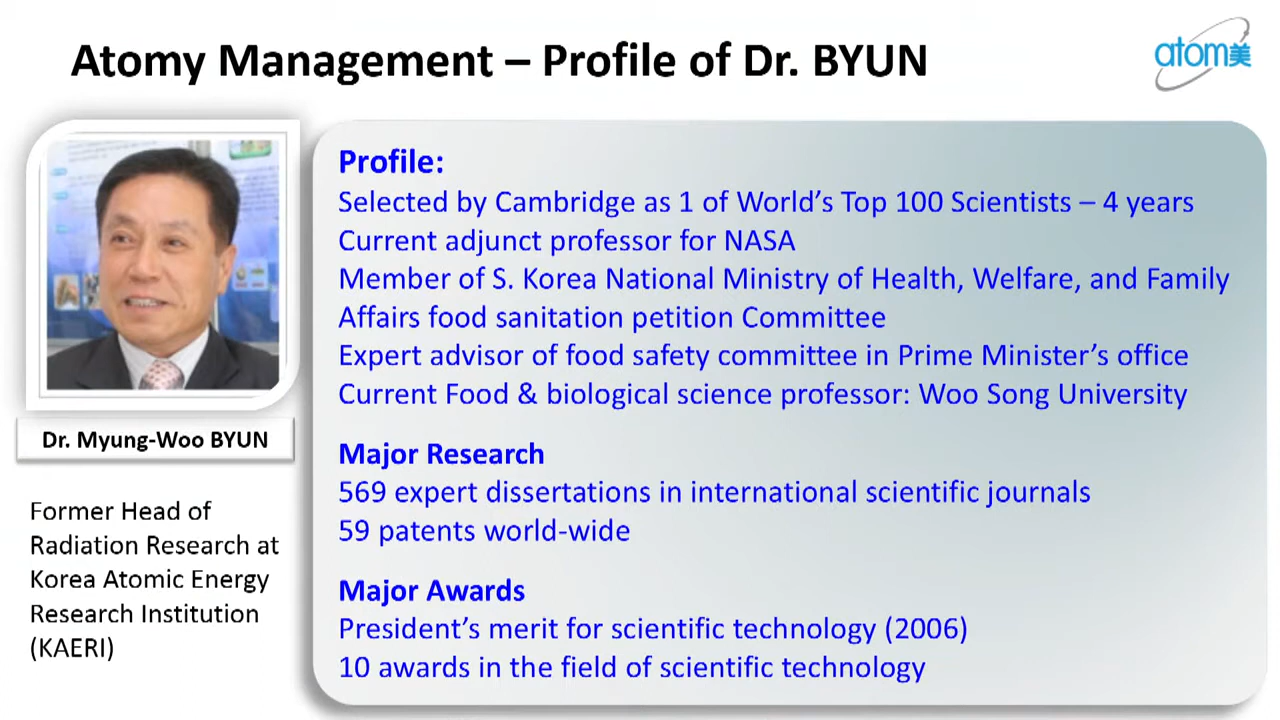 Atomy Management – Profile of Dr. BYUN
atom美
Dr. Myung-Woo BYUN
Former Head of
Radiation Research at
Korea Atomic Energy
Research Institution
(KAERI)
Profile:
Selected by Cambridge as 1 of World’s Top 100 Scientists – 4 years
Current adjunct professor for NASA
Member of S. Korea National Ministry of Health, Welfare, and Family
Affairs food sanitation petition Committee
Expert advisor of food safety committee in Prime Minister’s office
Current Food & biological science professor: Woo Song University
Major Research
569 expert dissertations in international scientific journals
59 patents world-wide
Major Awards
President’s merit for scientific technology (2006)
10 awards in the field of scientific technology